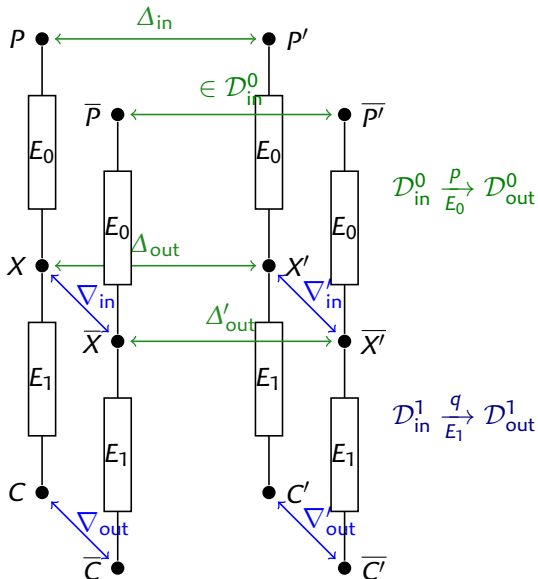 P Δin P′
P̅ ∈ 𝒟⁰in P̅′̅
E₀ E₀
𝒟⁰in →(p, E₀) 𝒟⁰out
E₀ E₀
Δout
X X′
∇in ∇′in
Δ′out
X̅ X̅′̅
E₁ E₁
𝒟¹in →(q, E₁) 𝒟¹out
E₁ E₁
C C′
∇out ∇′out
C̅ C̅′̅